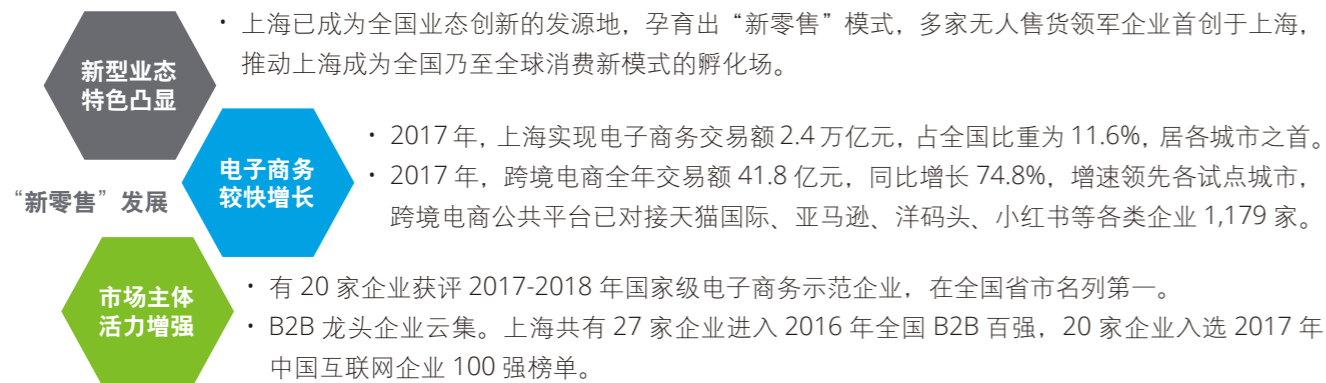 新型业态
特色凸显
· 上海已成为全国业态创新的发源地，孕育出“新零售”模式，多家无人售货领军企业首创于上海，
推动上海成为全国乃至全球消费新模式的孵化场。
电子商务
较快增长
· 2017 年，上海实现电子商务交易额 2.4 万亿元，占全国比重为 11.6%，居各城市之首。
· 2017 年，跨境电商全年交易额 41.8 亿元，同比增长 74.8%，增速领先各试点城市，
跨境电商公共平台已对接天猫国际、亚马逊、洋码头、小红书等各类企业 1,179 家。
“新零售”发展
市场主体
活力增强
· 有 20 家企业获评 2017-2018 年国家级电子商务示范企业，在全国省市名列第一。
· B2B 龙头企业云集。上海共有 27 家企业进入 2016 年全国 B2B 百强，20 家企业入选 2017 年
中国互联网企业 100 强榜单。